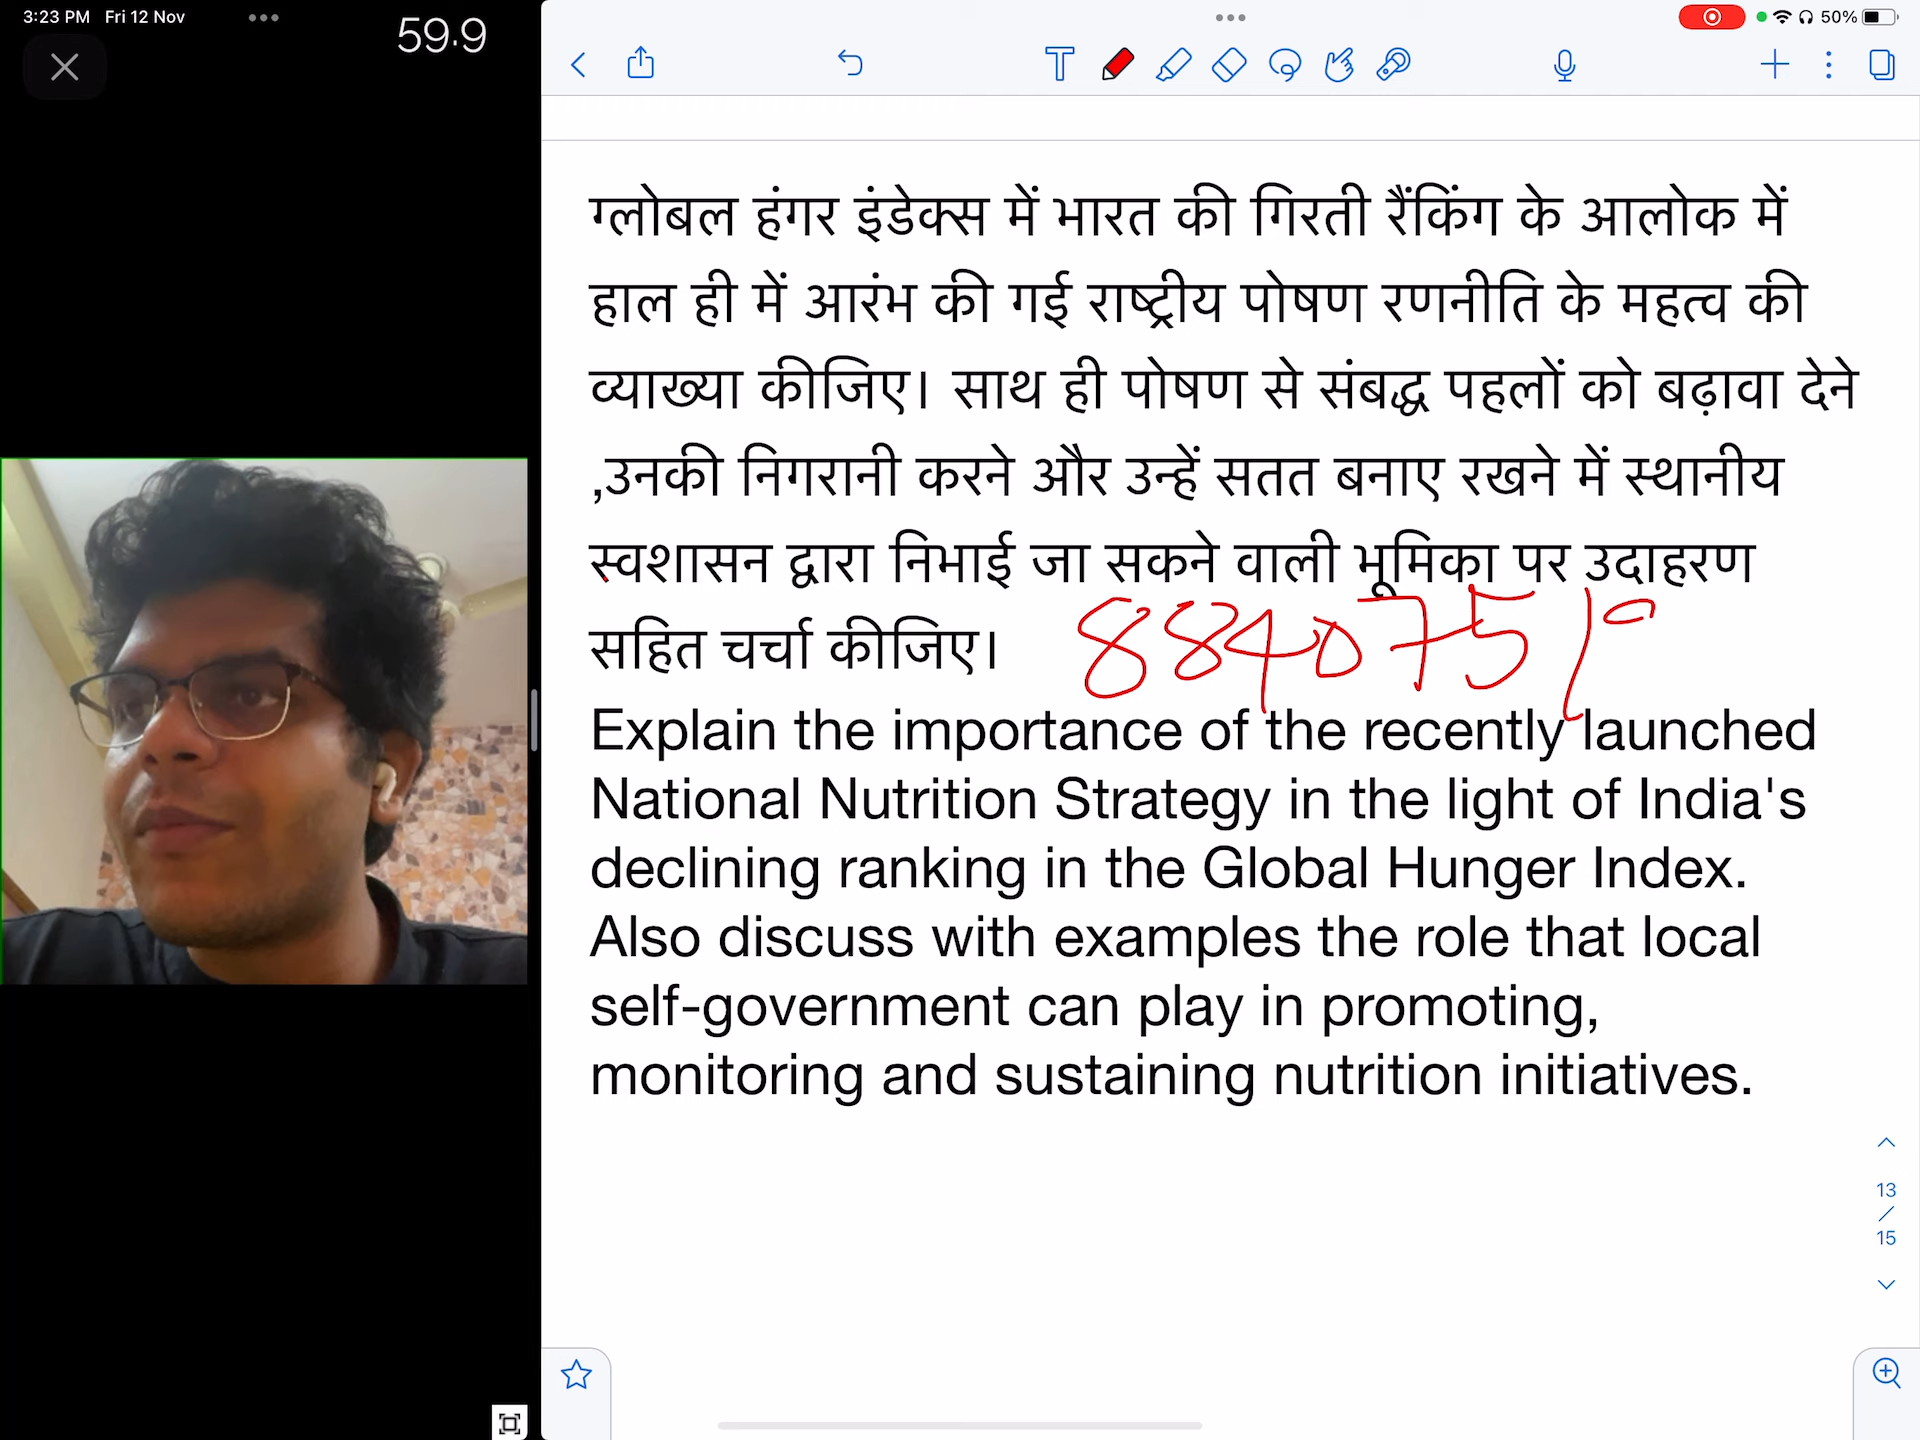 3:23 PM Fri 12 Nov
59.9
50%
ग्लोबल हंगर इंडेक्स में भारत की गिरती रैंकिंग के आलोक में
हाल ही में आरंभ की गई राष्ट्रीय पोषण रणनीति के महत्व की
व्याख्या कीजिए। साथ ही पोषण से संबद्ध पहलों को बढ़ावा देने
,उनकी निगरानी करने और उन्हें सतत बनाए रखने में स्थानीय
स्वशासन द्वारा निभाई जा सकने वाली भूमिका पर उदाहरण
सहित चर्चा कीजिए।
Explain the importance of the recently launched
National Nutrition Strategy in the light of India's
declining ranking in the Global Hunger Index.
Also discuss with examples the role that local
self-government can play in promoting,
monitoring and sustaining nutrition initiatives.
13
/
15